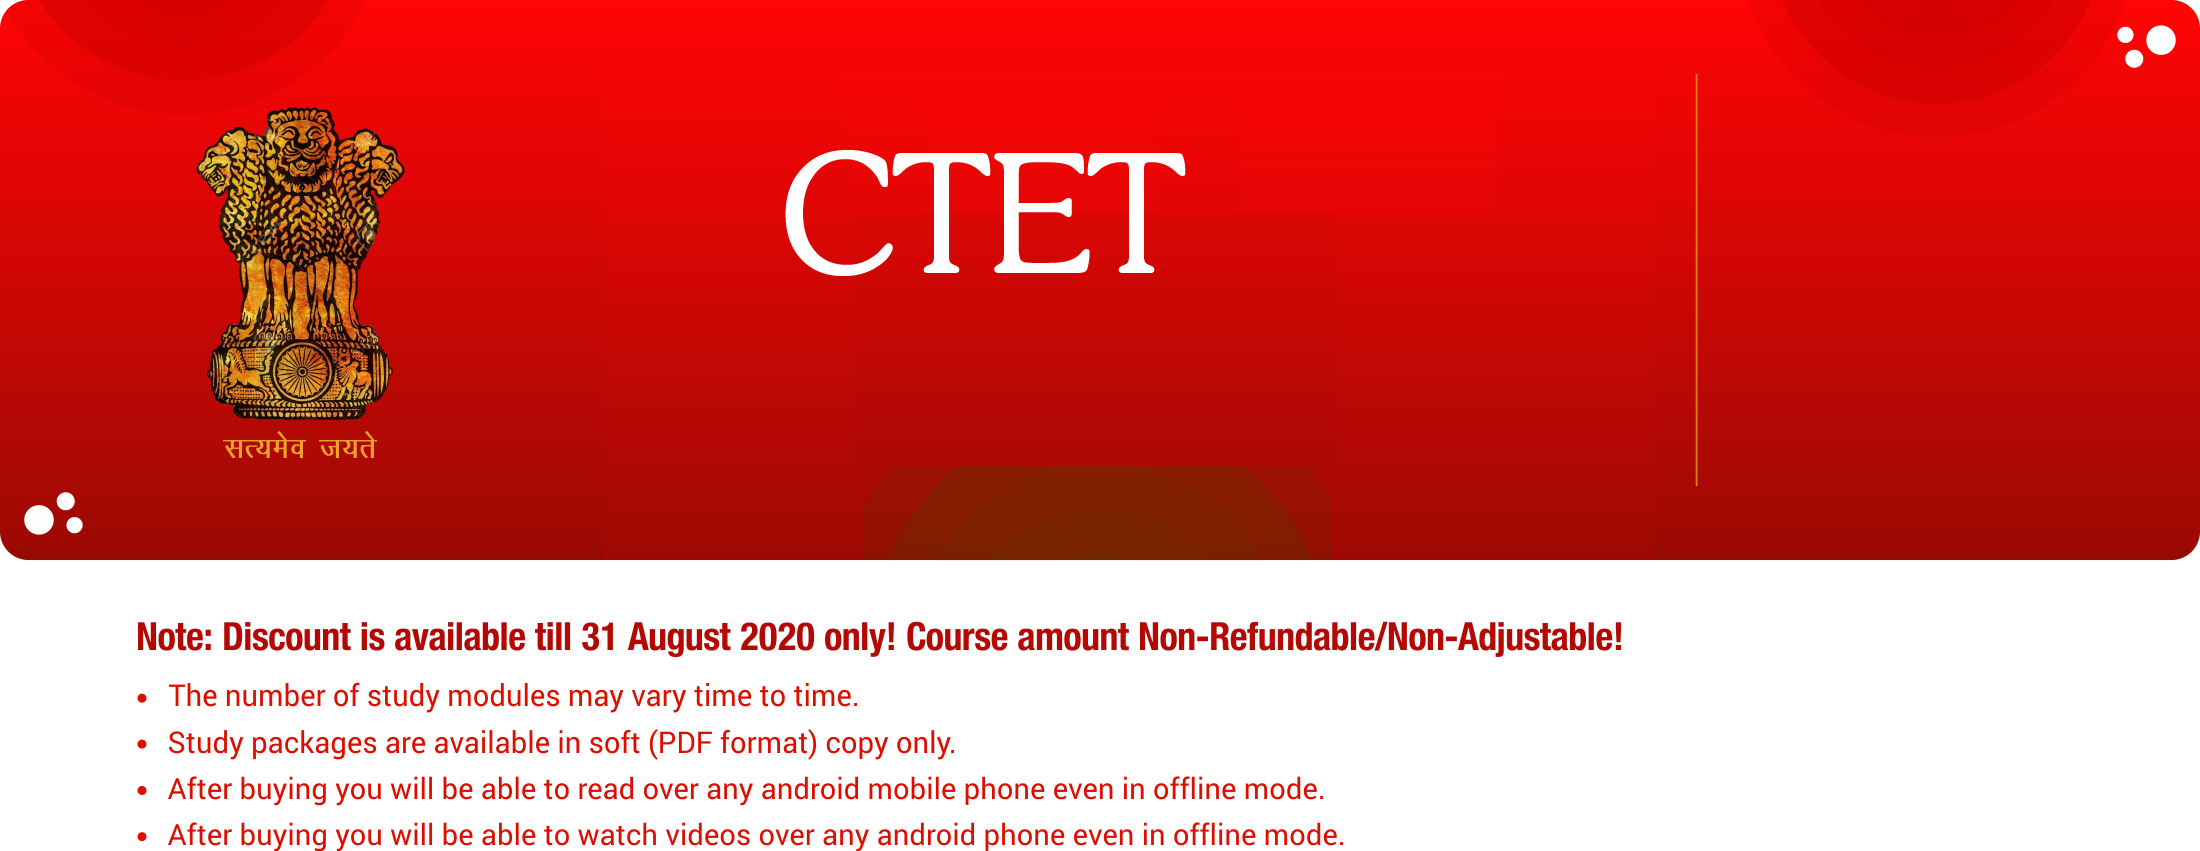 CTET
सत्यमेव जयते
Note: Discount is available till 31 August 2020 only! Course amount Non-Refundable/Non-Adjustable!
• The number of study modules may vary time to time.
• Study packages are available in soft (PDF format) copy only.
• After buying you will be able to read over any android mobile phone even in offline mode.
• After buying you will be able to watch videos over any android phone even in offline mode.